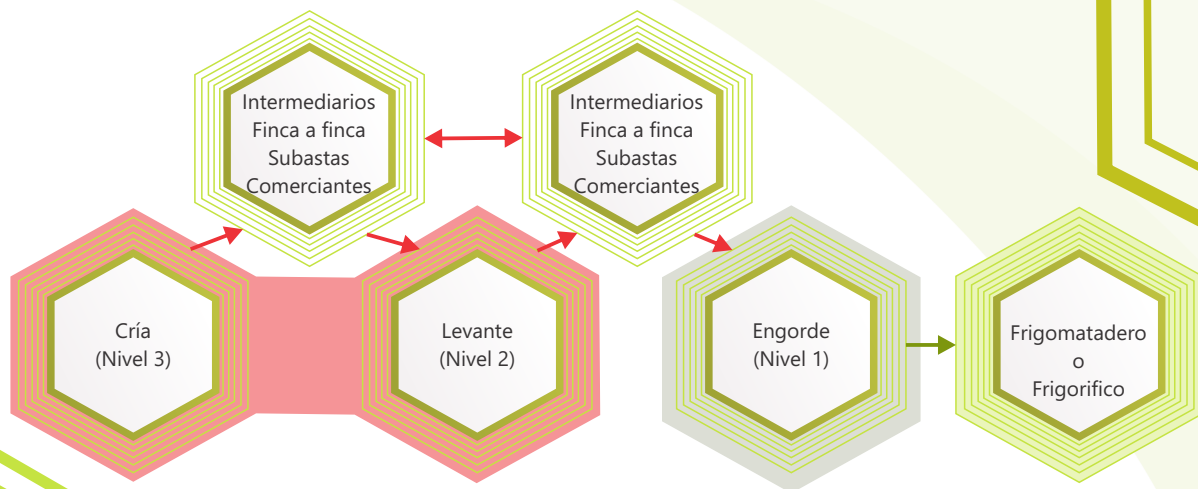 Intermediarios
Finca a finca
Subastas
Comerciantes
Intermediarios
Finca a finca
Subastas
Comerciantes
Cría
(Nivel 3)
Levante
(Nivel 2)
Engorde
(Nivel 1)
Frigomatadero
o
Frigorifico